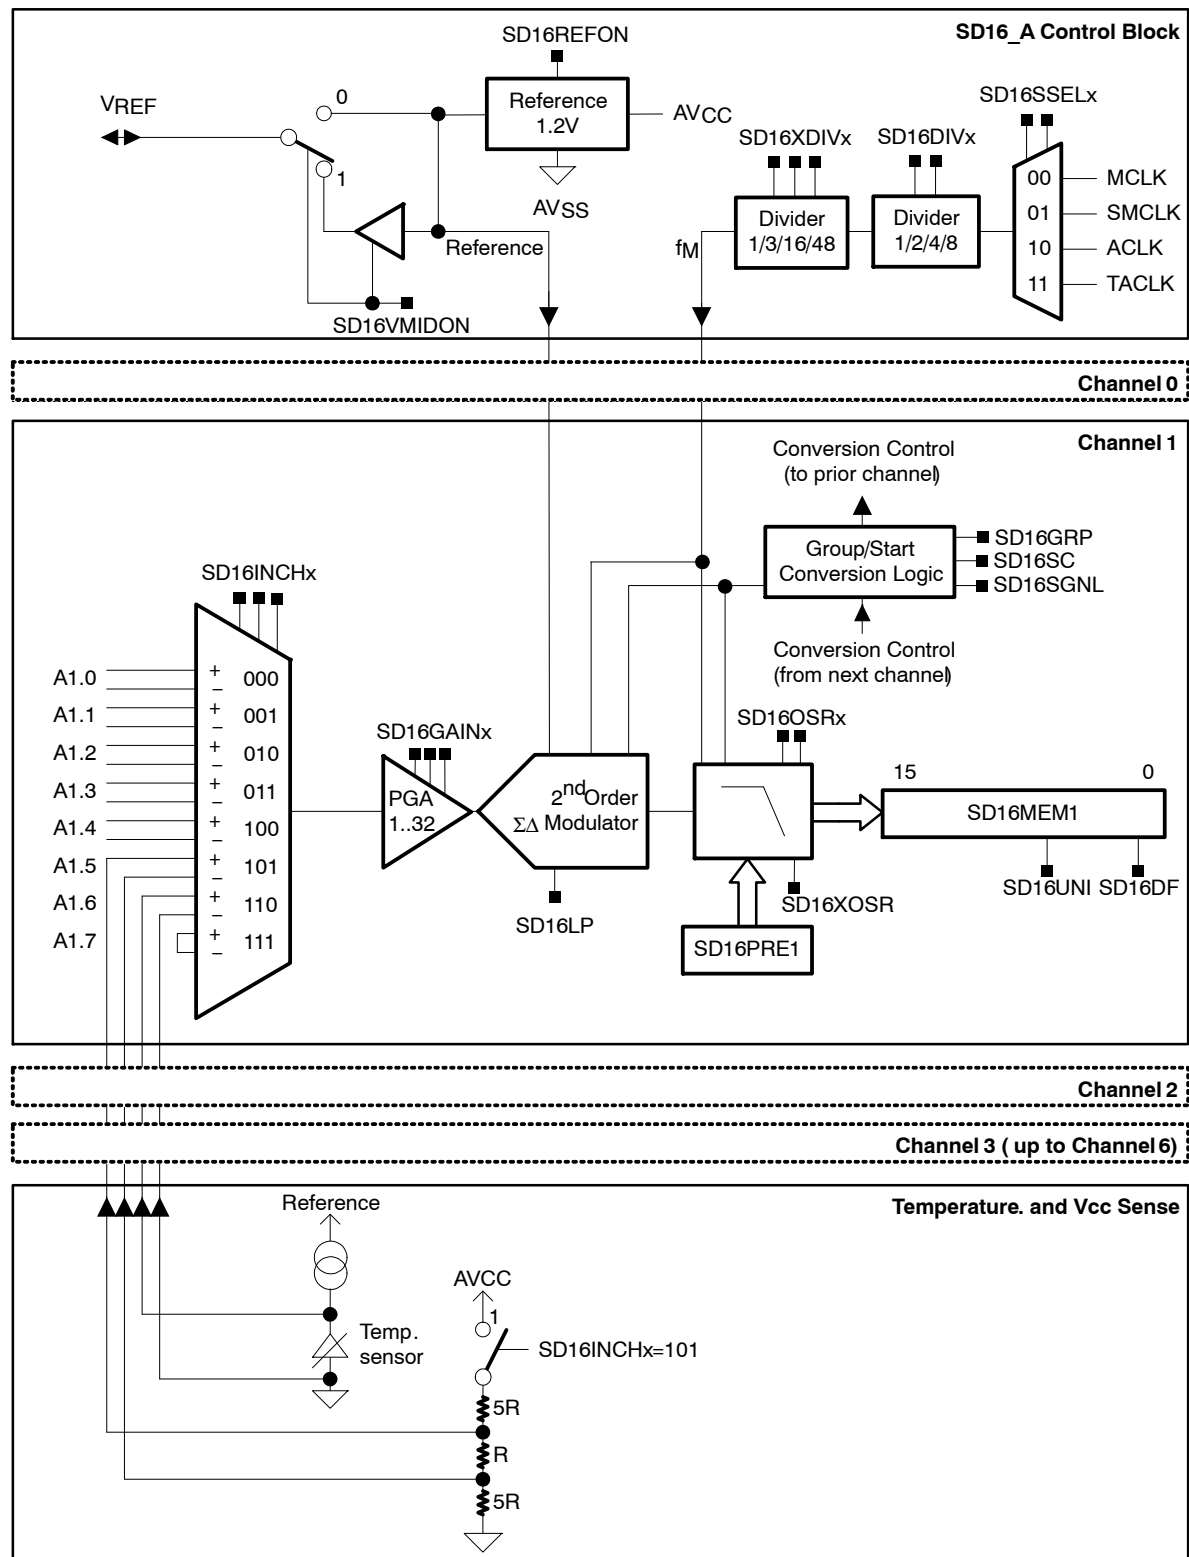 SD16_A Control Block
SD16REFON
VREF
0
Reference
1.2V
AVCC
AVSS
1
Reference
SD16VMIDON
SD16SSELx
SD16XDIVx
SD16DIVx
Divider
1/3/16/48
Divider
1/2/4/8
fM
00
01
10
11
MCLK
SMCLK
ACLK
TACLK
Channel 0
Channel 1
Conversion Control
(to prior channel)
Group/Start
Conversion Logic
SD16GRP
SD16SC
SD16SGNL
Conversion Control
(from next channel)
SD16INCHx
A1.0 + − 000
A1.1 + − 001
A1.2 + − 010
A1.3 + − 011
A1.4 + − 100
A1.5 + − 101
A1.6 + − 110
A1.7 + − 111
SD16GAINx
PGA
1..32
2nd Order
ΣΔ Modulator
SD16LP
SD16OSRx
SD16XOSR
SD16PRE1
15 0
SD16MEM1
SD16UNI SD16DF
Channel 2
Channel 3 ( up to Channel 6)
Temperature. and Vcc Sense
Reference
Temp.
sensor
AVCC
1
SD16INCHx=101
5R
R
5R